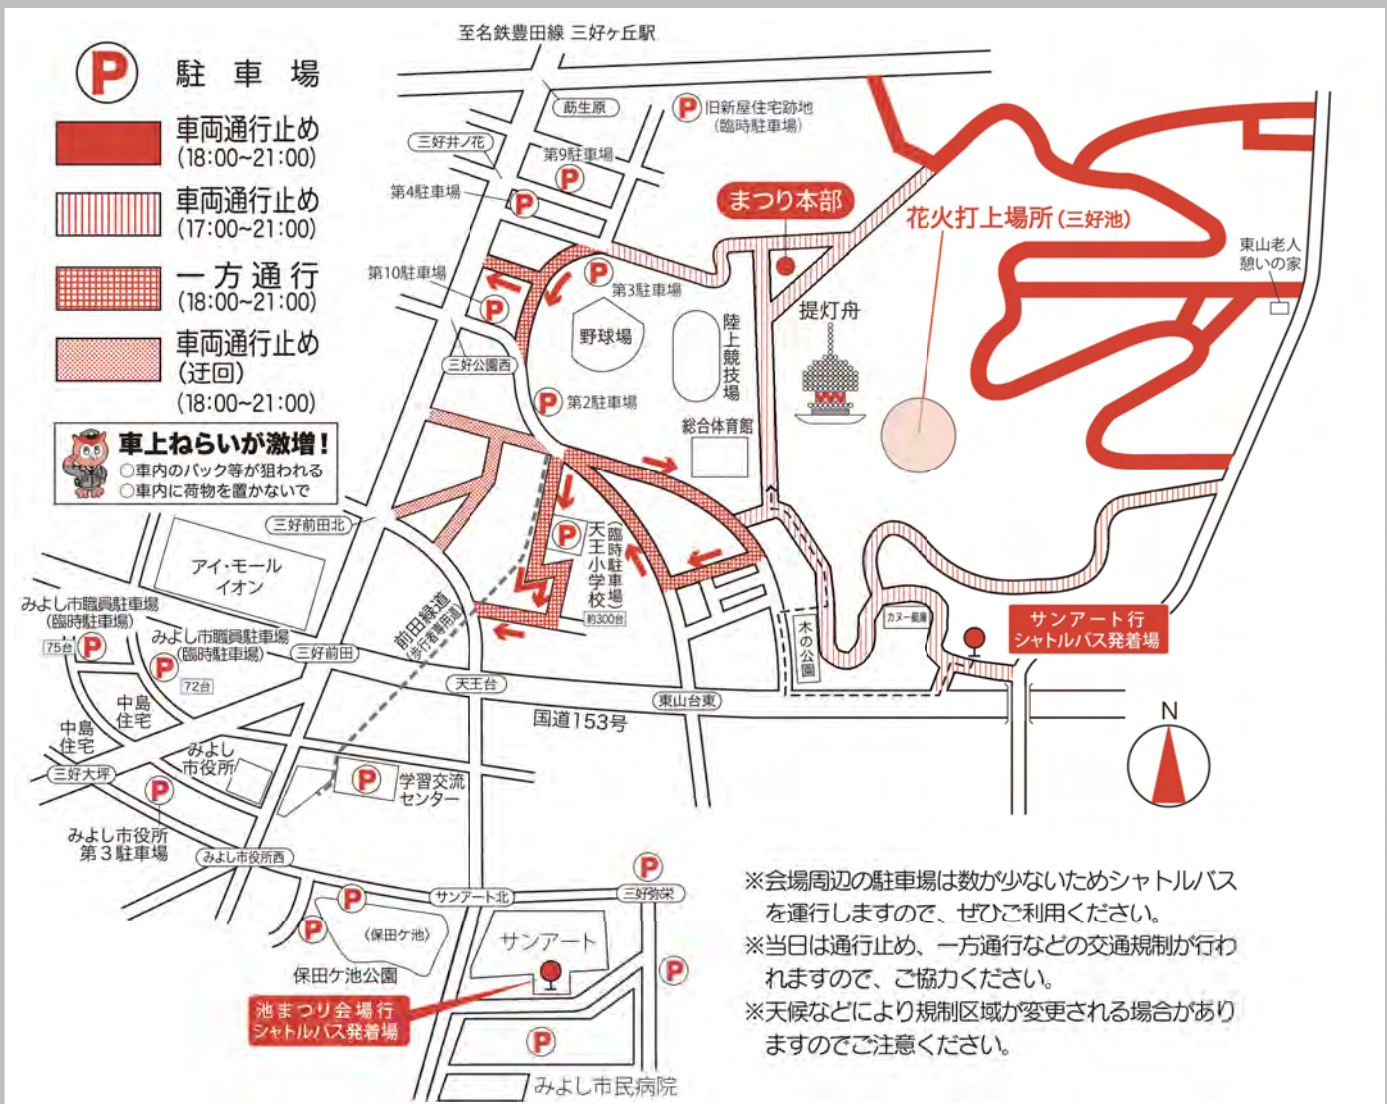 至名鉄豊田線 三好ヶ丘駅
P 駐車場
車両通行止め
(18:00~21:00)
車両通行止め
(17:00~21:00)
一方通行
(18:00~21:00)
車両通行止め
(迂回)
(18:00~21:00)
車上ねらいが激増!
○車内のバック等が狙われる
○車内に荷物を置かないで
莇生原
P 旧新屋住宅跡地
(臨時駐車場)
三好井ノ花
第9駐車場
P
第4駐車場
P
まつり本部
花火打上場所(三好池)
東山老人
憩いの家
第10駐車場
P
P
第3駐車場
野球場
陸上競技場
提灯舟
三好公園西
P 第2駐車場
総合体育館
三好前田北
アイ・モール
イオン
P
天王小学校
(臨時駐車場)
約300台
前田緑道
(歩行者専用道)
木の公園
カヌー艇庫
サンアート行
シャトルバス発着場
みよし市職員駐車場
(臨時駐車場)
75台
P
みよし市職員駐車場
(臨時駐車場)
P
72台
三好前田
天王台
東山台東
国道153号
中島
住宅
中島
住宅
みよし
市役所
三好大坪
P
みよし市役所
第3駐車場
P
学習交流
センター
N
みよし市役所西
サンアート北
三好弥栄
P
P
P
〈保田ケ池〉
保田ケ池公園
サンアート
P
池まつり会場行
シャトルバス発着場
P
みよし市民病院
※会場周辺の駐車場は数が少ないためシャトルバス
を運行しますので、ぜひご利用ください。
※当日は通行止め、一方通行などの交通規制が行わ
れますので、ご協力ください。
※天候などにより規制区域が変更される場合があり
ますのでご注意ください。